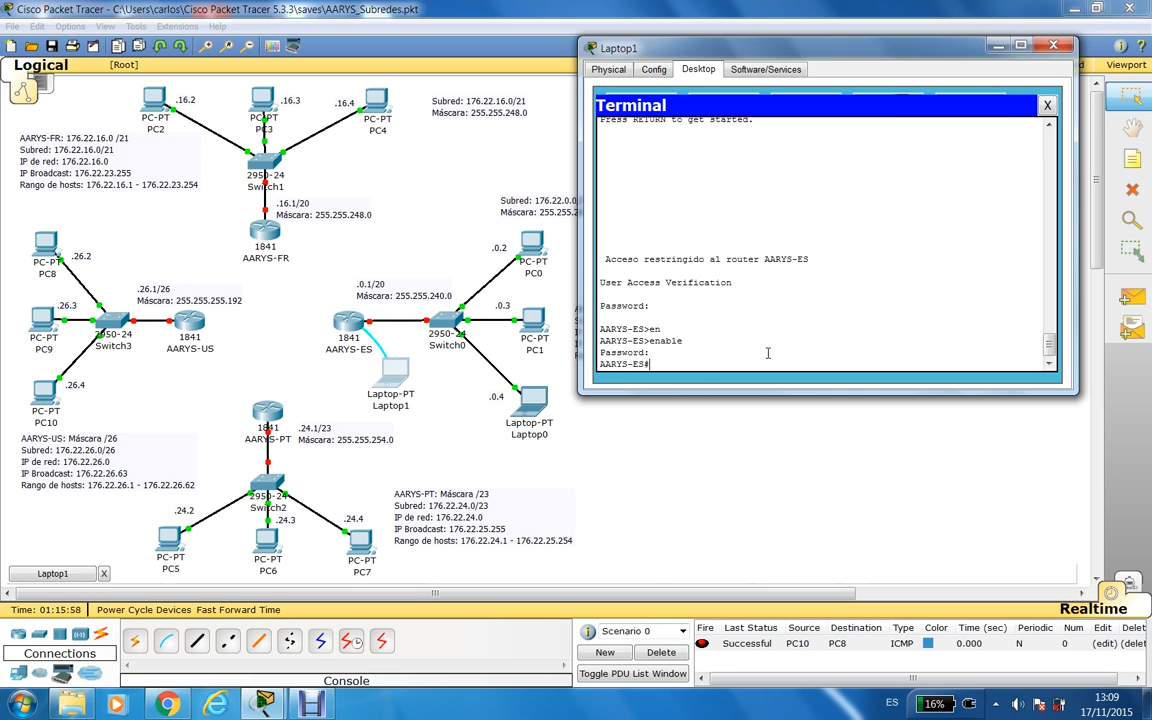 Cisco Packet Tracer - C:\Users\carlos\Cisco Packet Tracer 5.3.3\saves\AARYS_Subredes.pkt
File Edit Options View Tools Extensions Help
Logical
[Root]
Viewport
.16.2
PC-PT
PC2
.16.3
PC-PT
PC3
.16.4
PC-PT
PC4
Subred: 176.22.16.0/21
Máscara: 255.255.248.0
AARYS-FR: 176.22.16.0 /21
Subred: 176.22.16.0/21
IP de red: 176.22.16.0
IP Broadcast: 176.22.23.255
Rango de hosts: 176.22.16.1 - 176.22.23.254
2950-24
Switch1
.16.1/20
Máscara: 255.255.248.0
1841
AARYS-FR
Subred: 176.22.0.0/
Máscara: 255.255.2
.26.2
PC-PT
PC8
.26.3
PC-PT
PC9
.26.4
PC-PT
PC10
2950-24
Switch3
.26.1/26
Máscara: 255.255.255.192
1841
AARYS-US
.0.1/20
Máscara: 255.255.240.0
1841
AARYS-ES
2950-24
Switch0
.0.2
PC-PT
PC0
.0.3
PC-PT
PC1
.0.4
Laptop-PT
Laptop0
Laptop-PT
Laptop1
1841
AARYS-PT
.24.1/23
Máscara: 255.255.254.0
AARYS-US: Máscara /26
Subred: 176.22.26.0/26
IP de red: 176.22.26.0
IP Broadcast: 176.22.26.63
Rango de hosts: 176.22.26.1 - 176.22.26.62
2950-24
Switch2
.24.2
PC-PT
PC5
.24.3
PC-PT
PC6
.24.4
PC-PT
PC7
AARYS-PT: Máscara /23
Subred: 176.22.24.0/23
IP de red: 176.22.24.0
IP Broadcast: 176.22.25.255
Rango de hosts: 176.22.24.1 - 176.22.25.254
Laptop1
Physical Config Desktop Software/Services
Terminal
X
Press RETURN to get started.
Acceso restringido al router AARYS-ES
User Access Verification
Password:
AARYS-ES>en
AARYS-ES>enable
Password:
AARYS-ES#
Laptop1 X
Time: 01:15:58 Power Cycle Devices Fast Forward Time
Realtime
Connections
Console
Scenario 0
New Delete
Toggle PDU List Window
Fire Last Status Source Destination Type Color Time (sec) Periodic Num Edit Delet
Successful PC10 PC8 ICMP 0.000 N 0 (edit) (delet
ES
16%
13:09
17/11/2015